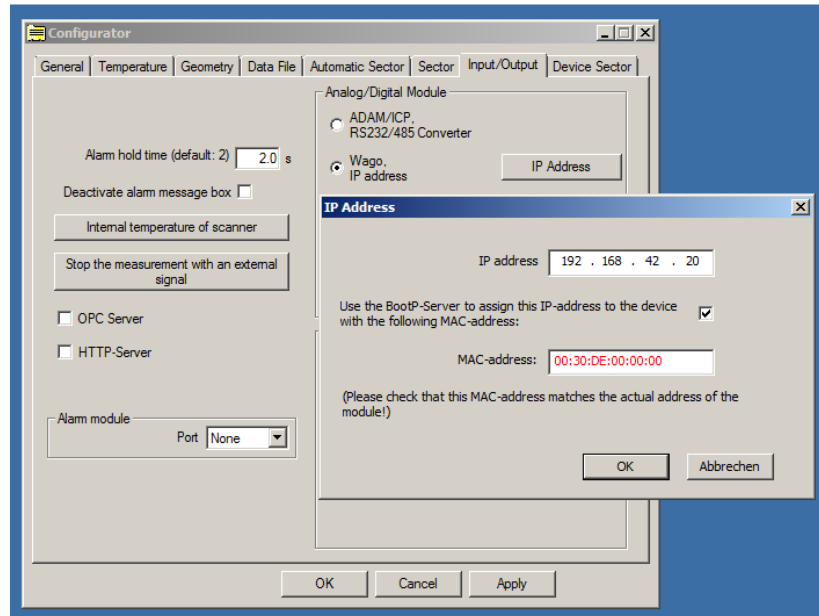 Configurator
General
Temperature
Geometry
Data File
Automatic Sector
Sector
Input/Output
Device Sector
Alarm hold time (default: 2) 2.0 s
Deactivate alarm message box
Internal temperature of scanner
Stop the measurement with an external
signal
OPC Server
HTTP-Server
Alarm module
Port None
Analog/Digital Module
ADAM/ICP,
RS232/485 Converter
Wago,
IP address
IP Address
IP Address
IP address 192 . 168 . 42 . 20
Use the BootP-Server to assign this IP-address to the device
with the following MAC-address:
MAC-address: 00:30:DE:00:00:00
(Please check that this MAC-address matches the actual address of the
module!)
OK
Abbrechen
OK
Cancel
Apply